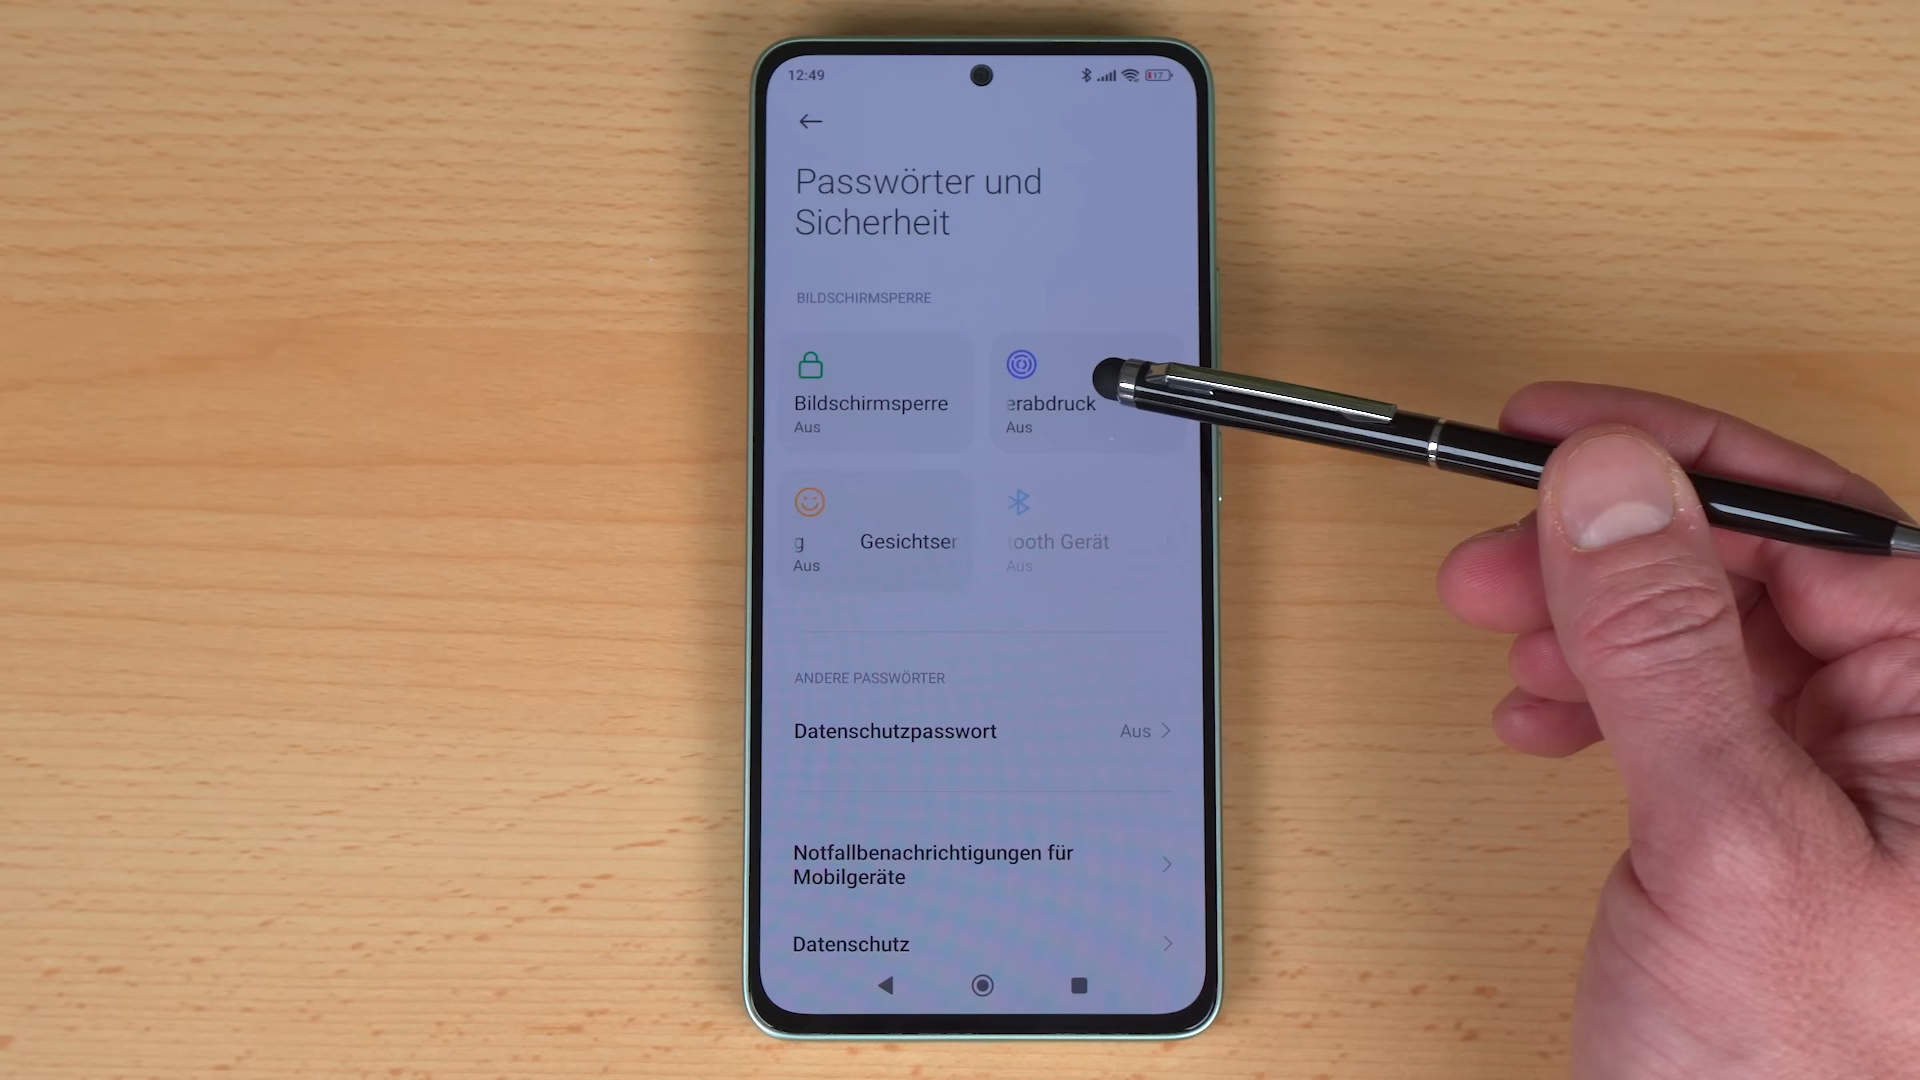 12:49
17
Passwörter und
Sicherheit
BILDSCHIRMSPERRE
Bildschirmsperre
Aus
erabdruck
Aus
g Gesichtser
Aus
tooth Gerät
Aus
ANDERE PASSWÖRTER
Datenschutzpasswort Aus
Notfallbenachrichtigungen für
Mobilgeräte
Datenschutz